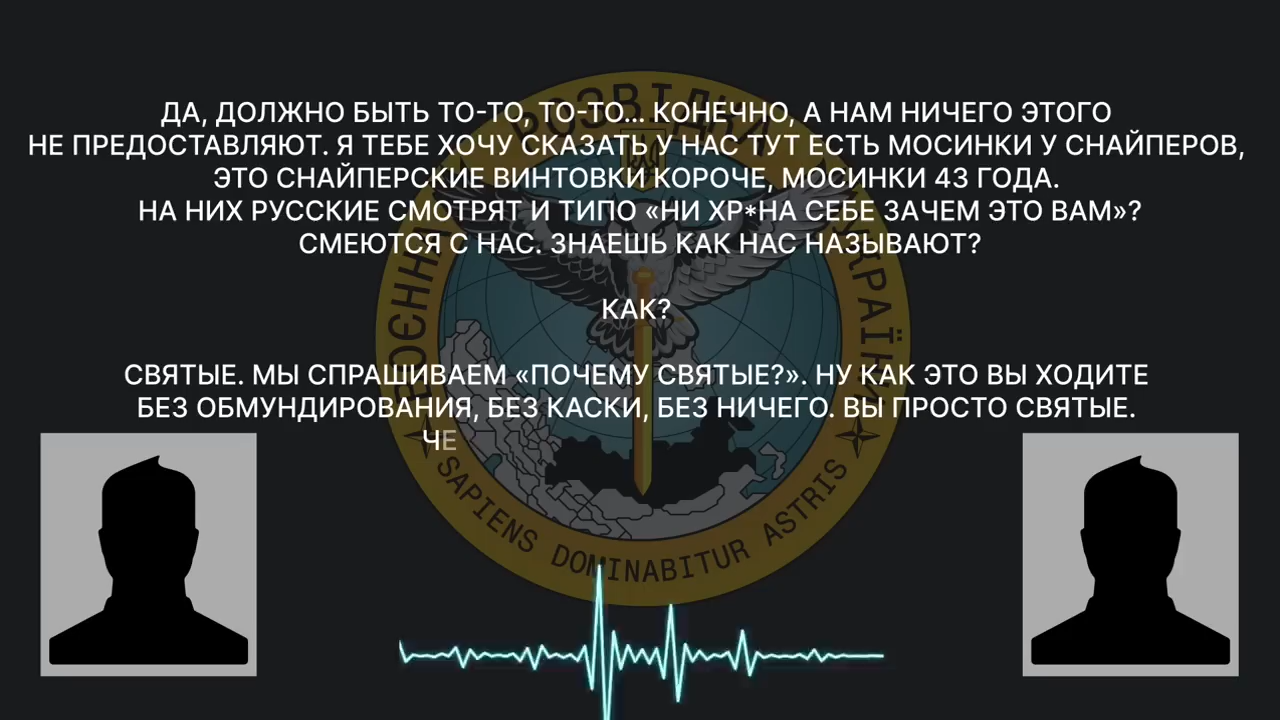 ДА, ДОЛЖНО БЫТЬ ТО-ТО, ТО-ТО... КОНЕЧНО, А НАМ НИЧЕГО ЭТОГО
НЕ ПРЕДОСТАВЛЯЮТ. Я ТЕБЕ ХОЧУ СКАЗАТЬ У НАС ТУТ ЕСТЬ МОСИНКИ У СНАЙПЕРОВ,
ЭТО СНАЙПЕРСКИЕ ВИНТОВКИ КОРОЧЕ, МОСИНКИ 43 ГОДА.
НА НИХ РУССКИЕ СМОТРЯТ И ТИПО «НИ ХР*НА СЕБЕ ЗАЧЕМ ЭТО ВАМ»?
СМЕЮТСЯ С НАС. ЗНАЕШЬ КАК НАС НАЗЫВАЮТ?
КАК?
СВЯТЫЕ. МЫ СПРАШИВАЕМ «ПОЧЕМУ СВЯТЫЕ?». НУ КАК ЭТО ВЫ ХОДИТЕ
БЕЗ ОБМУНДИРОВАНИЯ, БЕЗ КАСКИ, БЕЗ НИЧЕГО. ВЫ ПРОСТО СВЯТЫЕ.
ЧЕ
ВОЄННА РОЗВІДКА УКРАЇНИ
SAPIENS DOMINABITUR ASTRIS